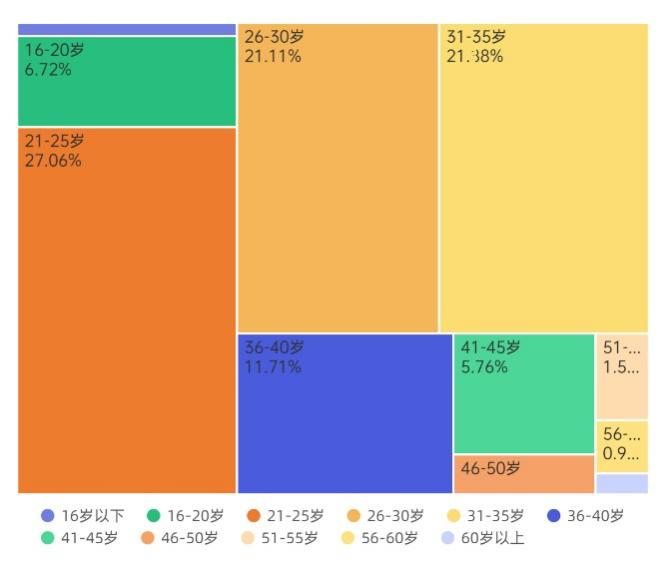 16-20岁
6.72%
21-25岁
27.06%
26-30岁
21.11%
31-35岁
21.38%
36-40岁
11.71%
41-45岁
5.76%
46-50岁
51-...
1.5...
56-...
0.9...
16岁以下 16-20岁 21-25岁 26-30岁 31-35岁 36-40岁
41-45岁 46-50岁 51-55岁 56-60岁 60岁以上